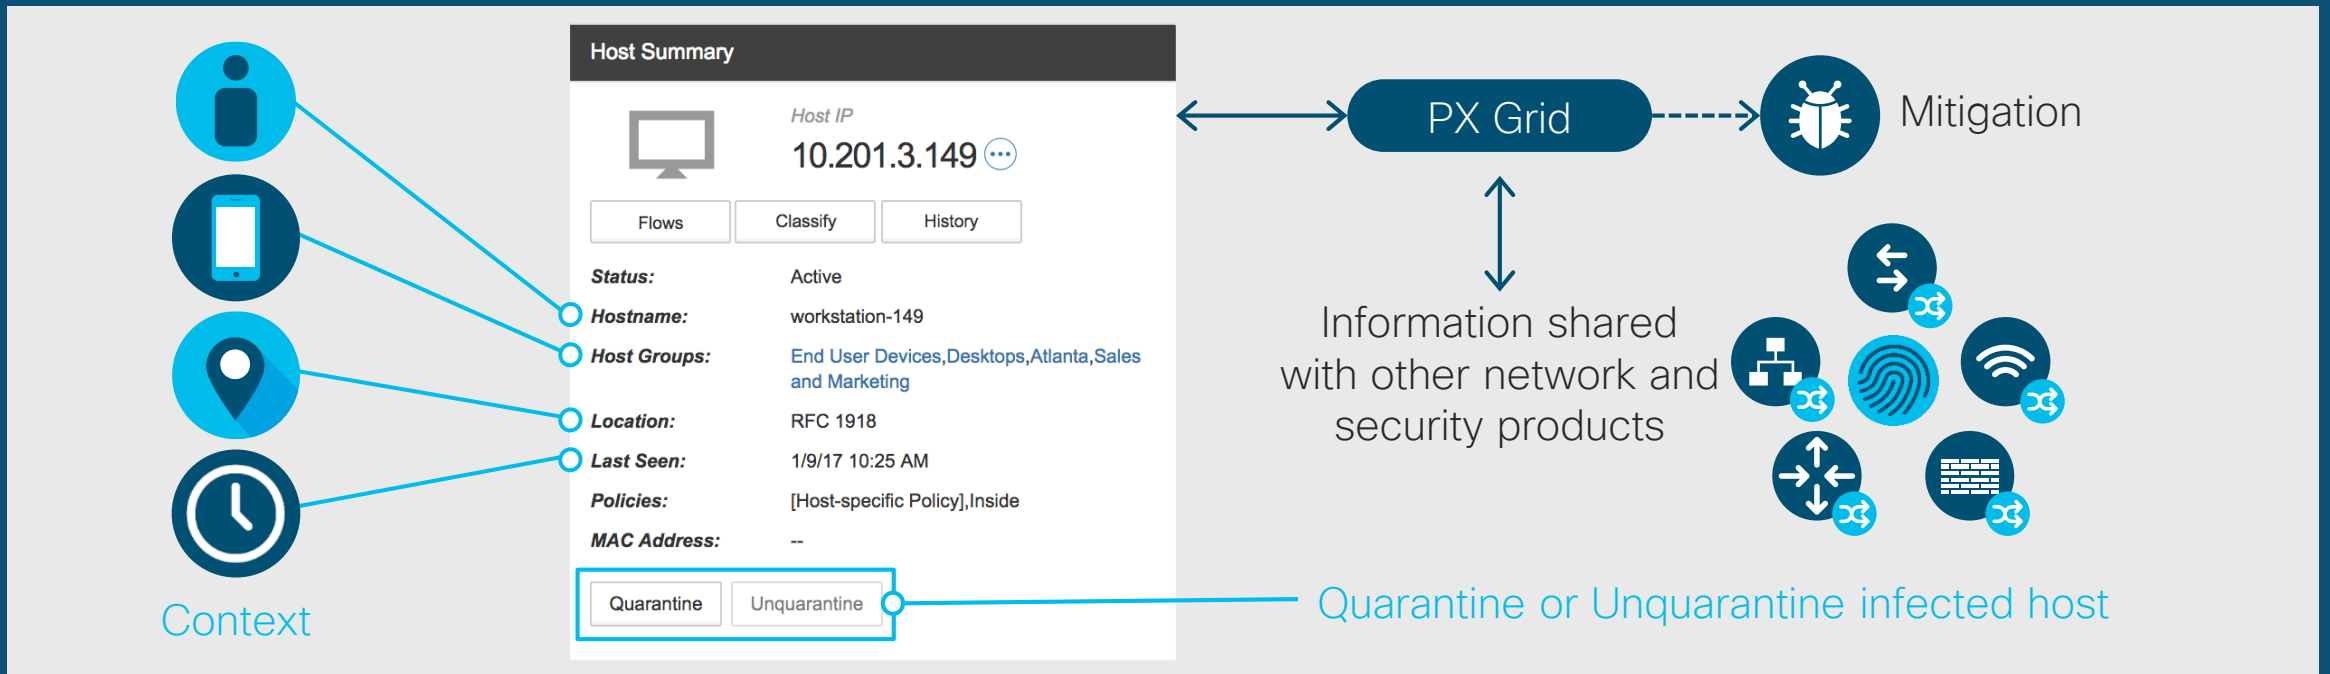 Host Summary
Host IP
10.201.3.149
Flows Classify History
Status: Active
Hostname: workstation-149
Host Groups: End User Devices,Desktops,Atlanta,Sales
and Marketing
Location: RFC 1918
Last Seen: 1/9/17 10:25 AM
Policies: [Host-specific Policy],Inside
MAC Address: --
Quarantine Unquarantine
Context
PX Grid
Mitigation
Information shared
with other network and
security products
Quarantine or Unquarantine infected host